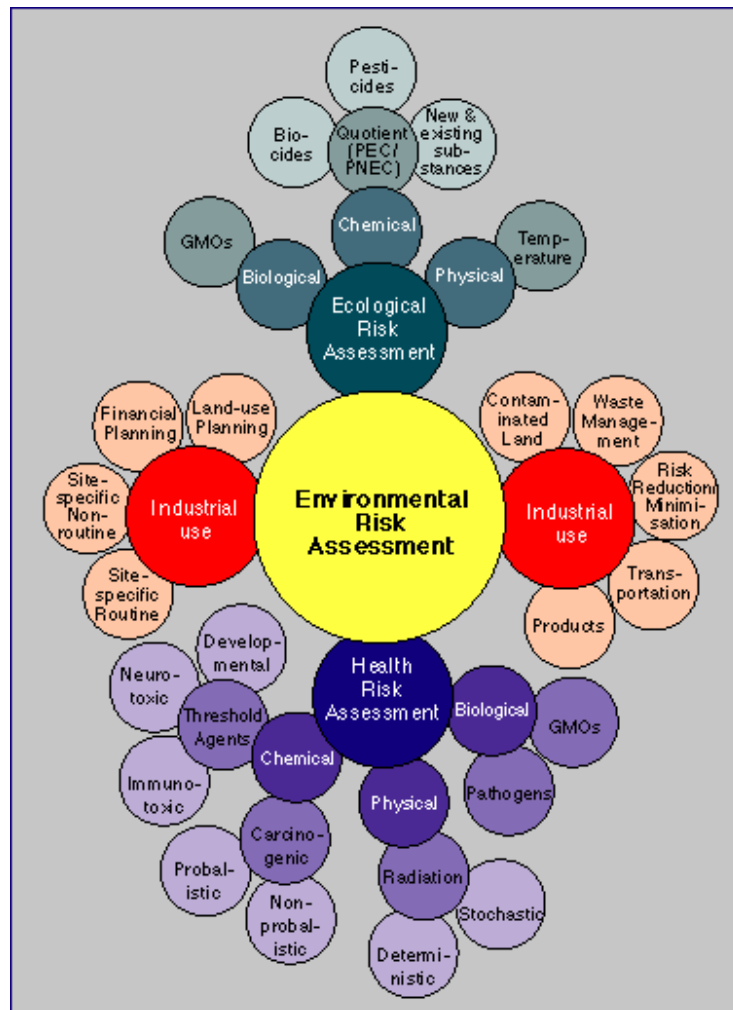 Pesti-
cides
Bio-
cides
Quotient
(PEC/
PNEC)
New &
existing
sub-
stances
Chemical
GMOs
Biological
Physical
Temp-
erature
Ecological
Risk
Assessment
Financial
Planning
Land-use
Planning
Contam-
inated
Land
Waste
Manage-
ment
Site-
specific
Non-
routine
Industrial
use
Environmental
Risk
Assessment
Industrial
use
Risk
Reduction/
Minimi-
sation
Site-
specific
Routine
Trans-
portation
Products
Develop-
mental
Neuro-
toxic
Health
Risk
Assessment
Threshold
Agents
Biological
GMOs
Chemical
Immuno-
toxic
Physical
Pathogens
Carcino-
genic
Probal-
istic
Radiation
Non-
probal-
istic
Stochastic
Determi-
nistic